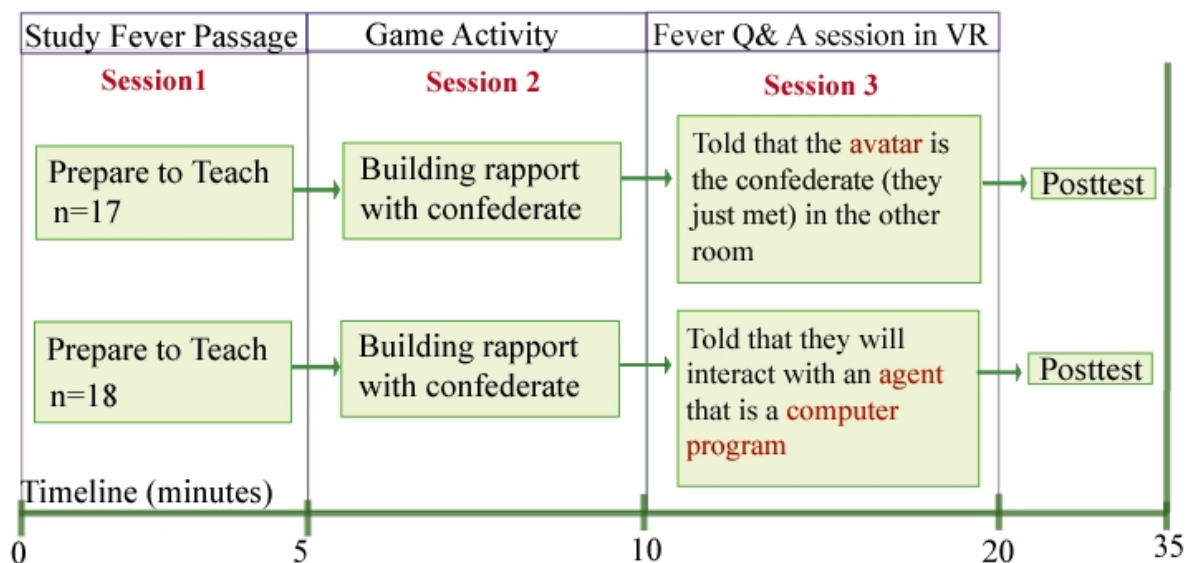 Study Fever Passage
Game Activity
Fever Q& A session in VR
Session1
Session 2
Session 3
Prepare to Teach
n=17
Building rapport
with confederate
Told that the avatar is
the confederate (they
just met) in the other
room
Posttest
Prepare to Teach
n=18
Building rapport
with confederate
Told that they will
interact with an agent
that is a computer
program
Posttest
Timeline (minutes)
0
5
10
20
35